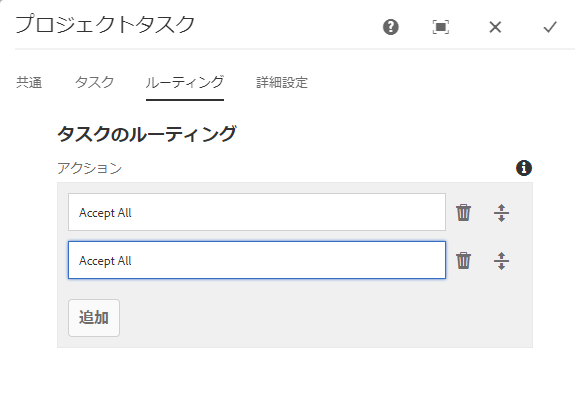 プロジェクトタスク
共通 タスク ルーティング 詳細設定
タスクのルーティング
アクション
Accept All
Accept All
追加